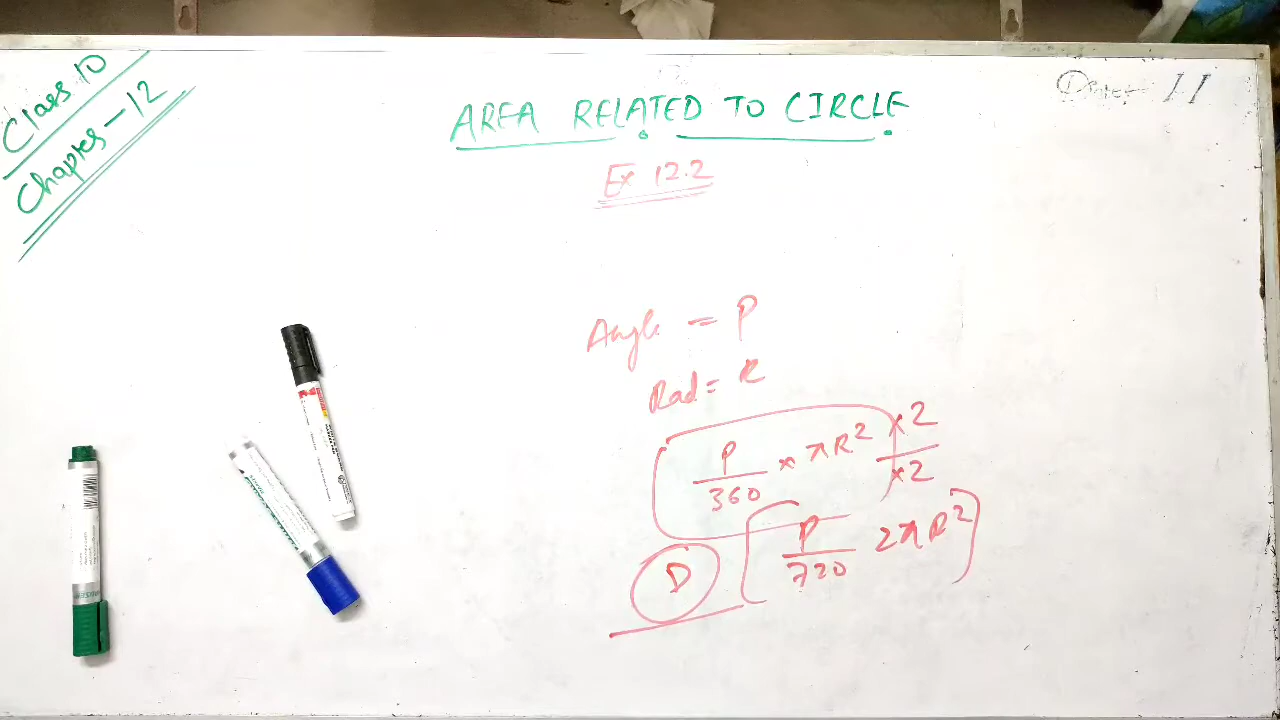 Class 10
Chapter - 12
AREA RELATED TO CIRCLE
Ex 12.2
Angle = P
Rad = R
P/360 × πR² ×2/×2
D P/720 2πR²